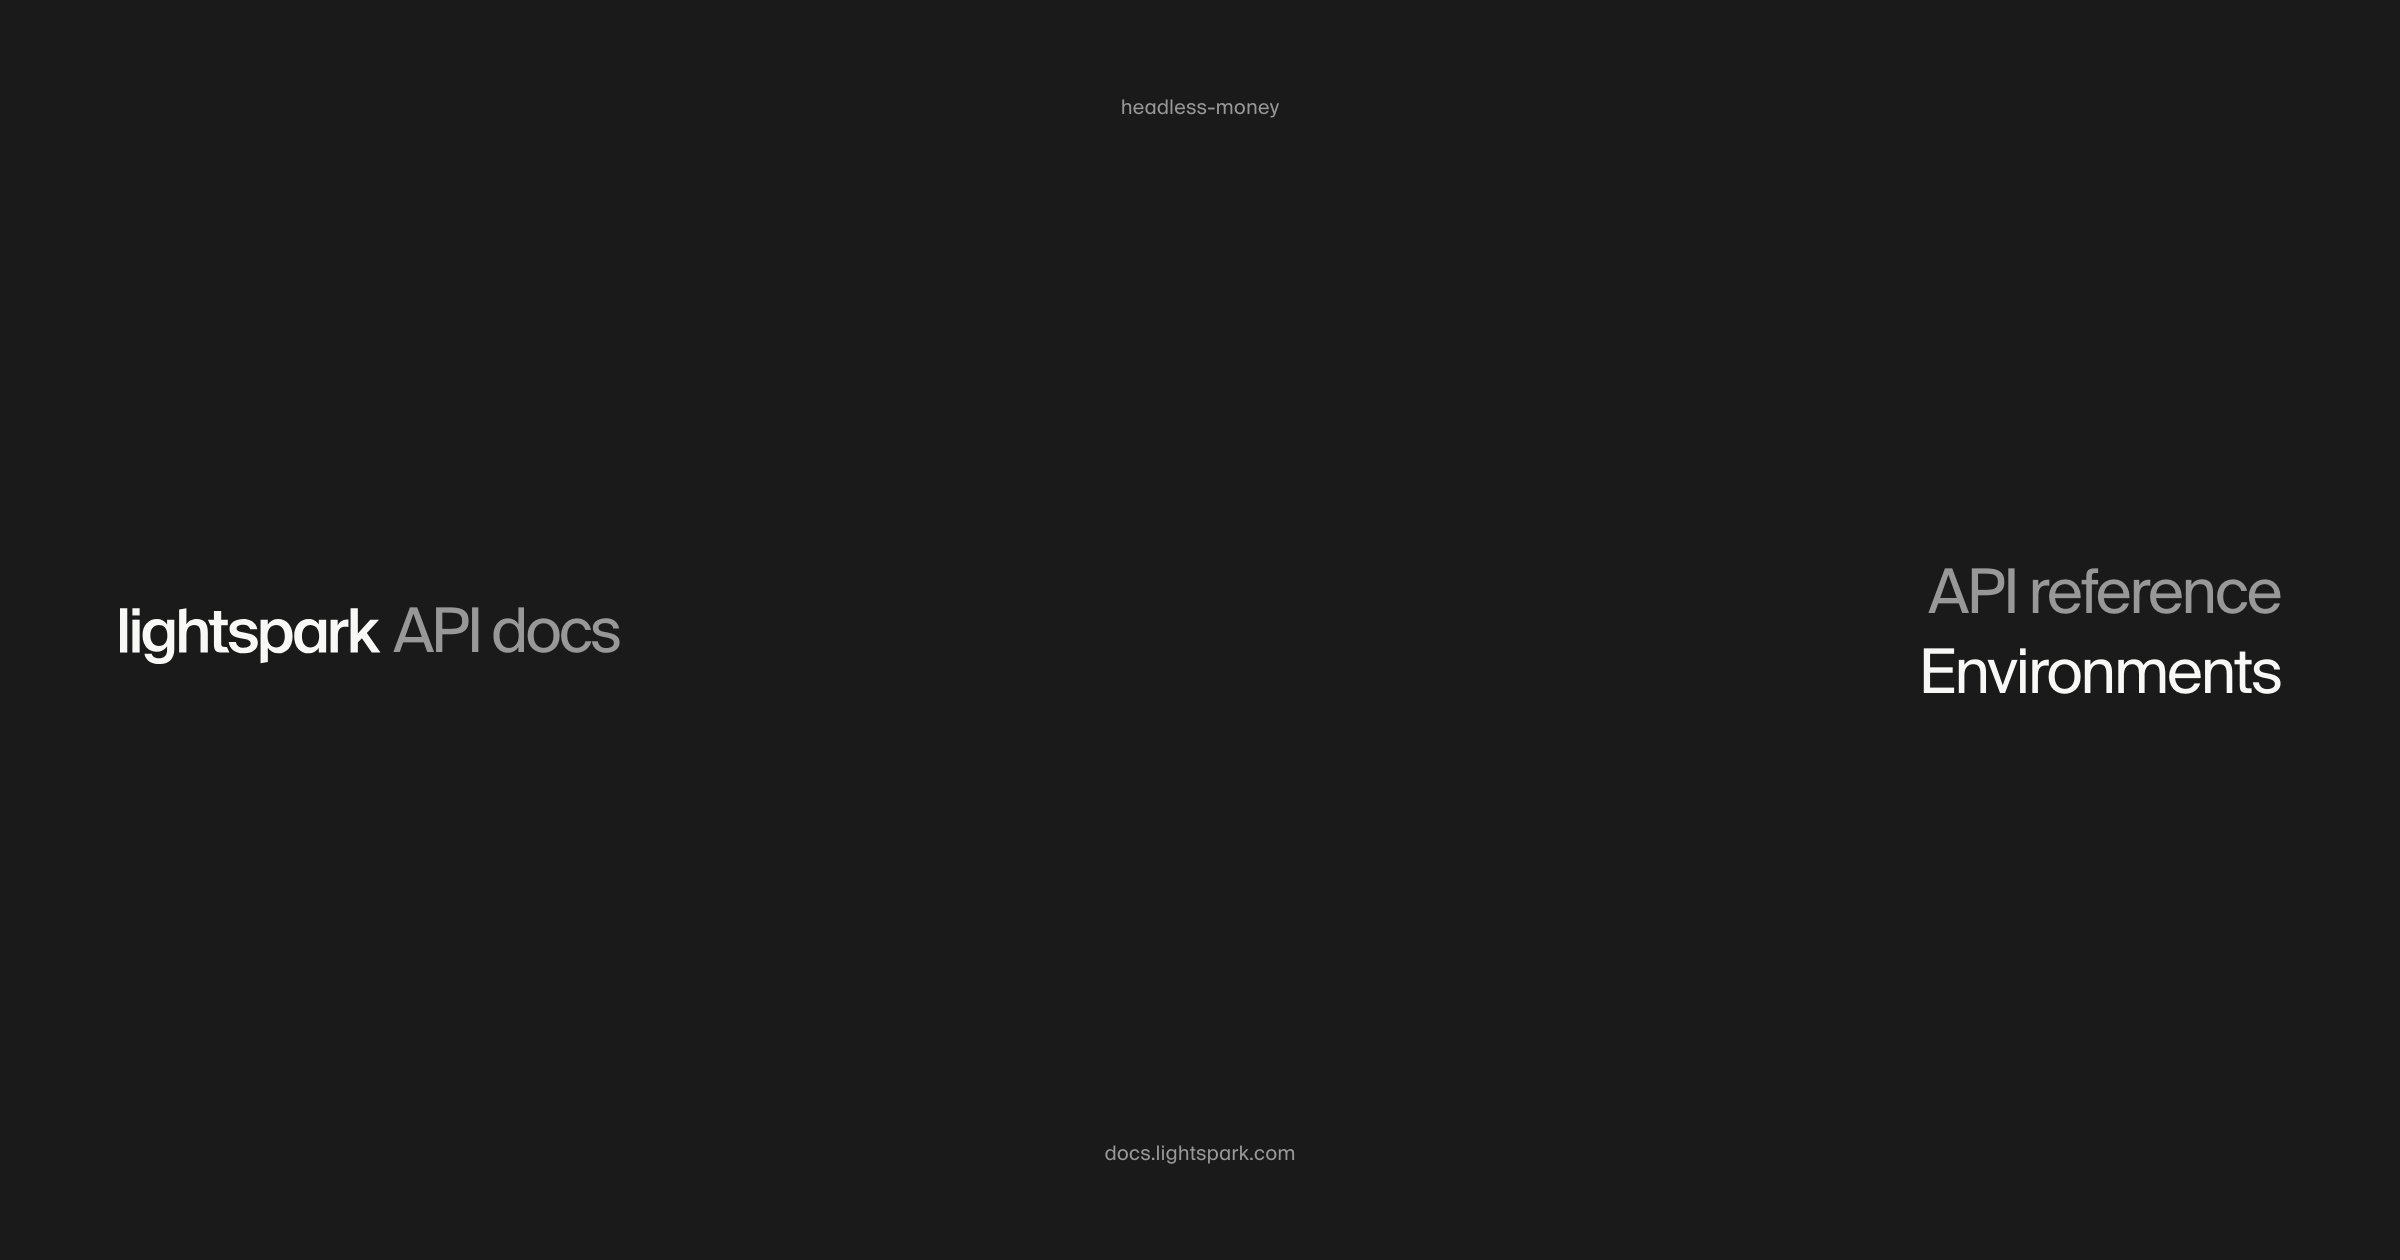 headless-money
lightspark API docs
API reference
Environments
docs.lightspark.com